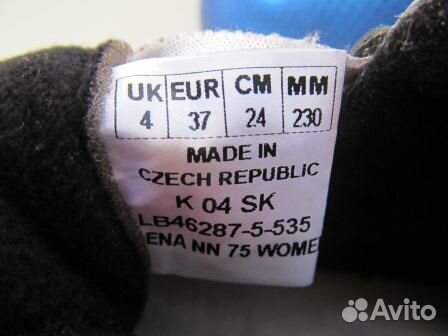 UK EUR CM MM
4 37 24 230
MADE IN
CZECH REPUBLIC
K 04 SK
LB46287-5-535
ENA NN 75 WOME
Avito